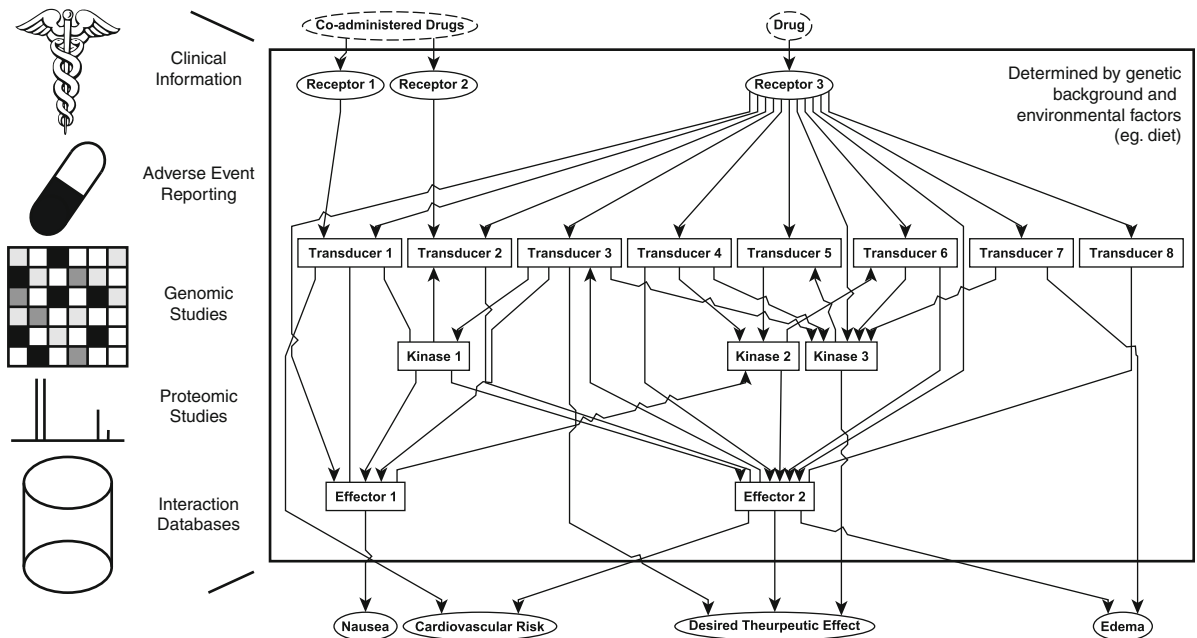 Co-administered Drugs
Drug
Clinical
Information
Receptor 1
Receptor 2
Receptor 3
Determined by genetic
background and
environmental factors
(eg. diet)
Adverse Event
Reporting
Transducer 1
Transducer 2
Transducer 3
Transducer 4
Transducer 5
Transducer 6
Transducer 7
Transducer 8
Genomic
Studies
Kinase 1
Kinase 2
Kinase 3
Proteomic
Studies
Effector 1
Effector 2
Interaction
Databases
Nausea
Cardiovascular Risk
Desired Theurpeutic Effect
Edema